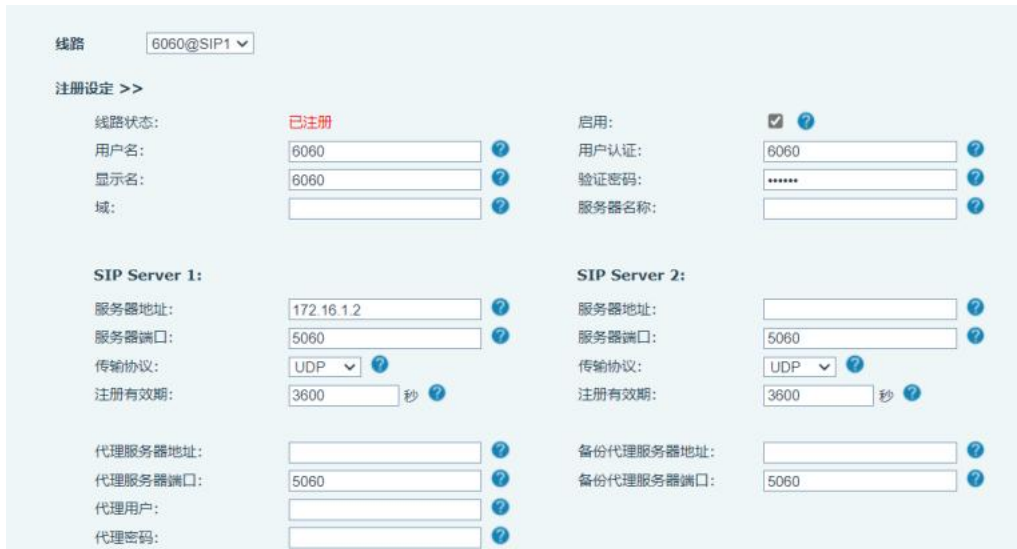 线路 6060@SIP1
注册设定 >>
线路状态: 已注册 启用:
用户名: 6060 用户认证: 6060
显示名: 6060 验证密码: ••••••
域: 服务器名称:
SIP Server 1: SIP Server 2:
服务器地址: 172.16.1.2 服务器地址:
服务器端口: 5060 服务器端口: 5060
传输协议: UDP 传输协议: UDP
注册有效期: 3600 秒 注册有效期: 3600 秒
代理服务器地址: 备份代理服务器地址:
代理服务器端口: 5060 备份代理服务器端口: 5060
代理用户:
代理密码: